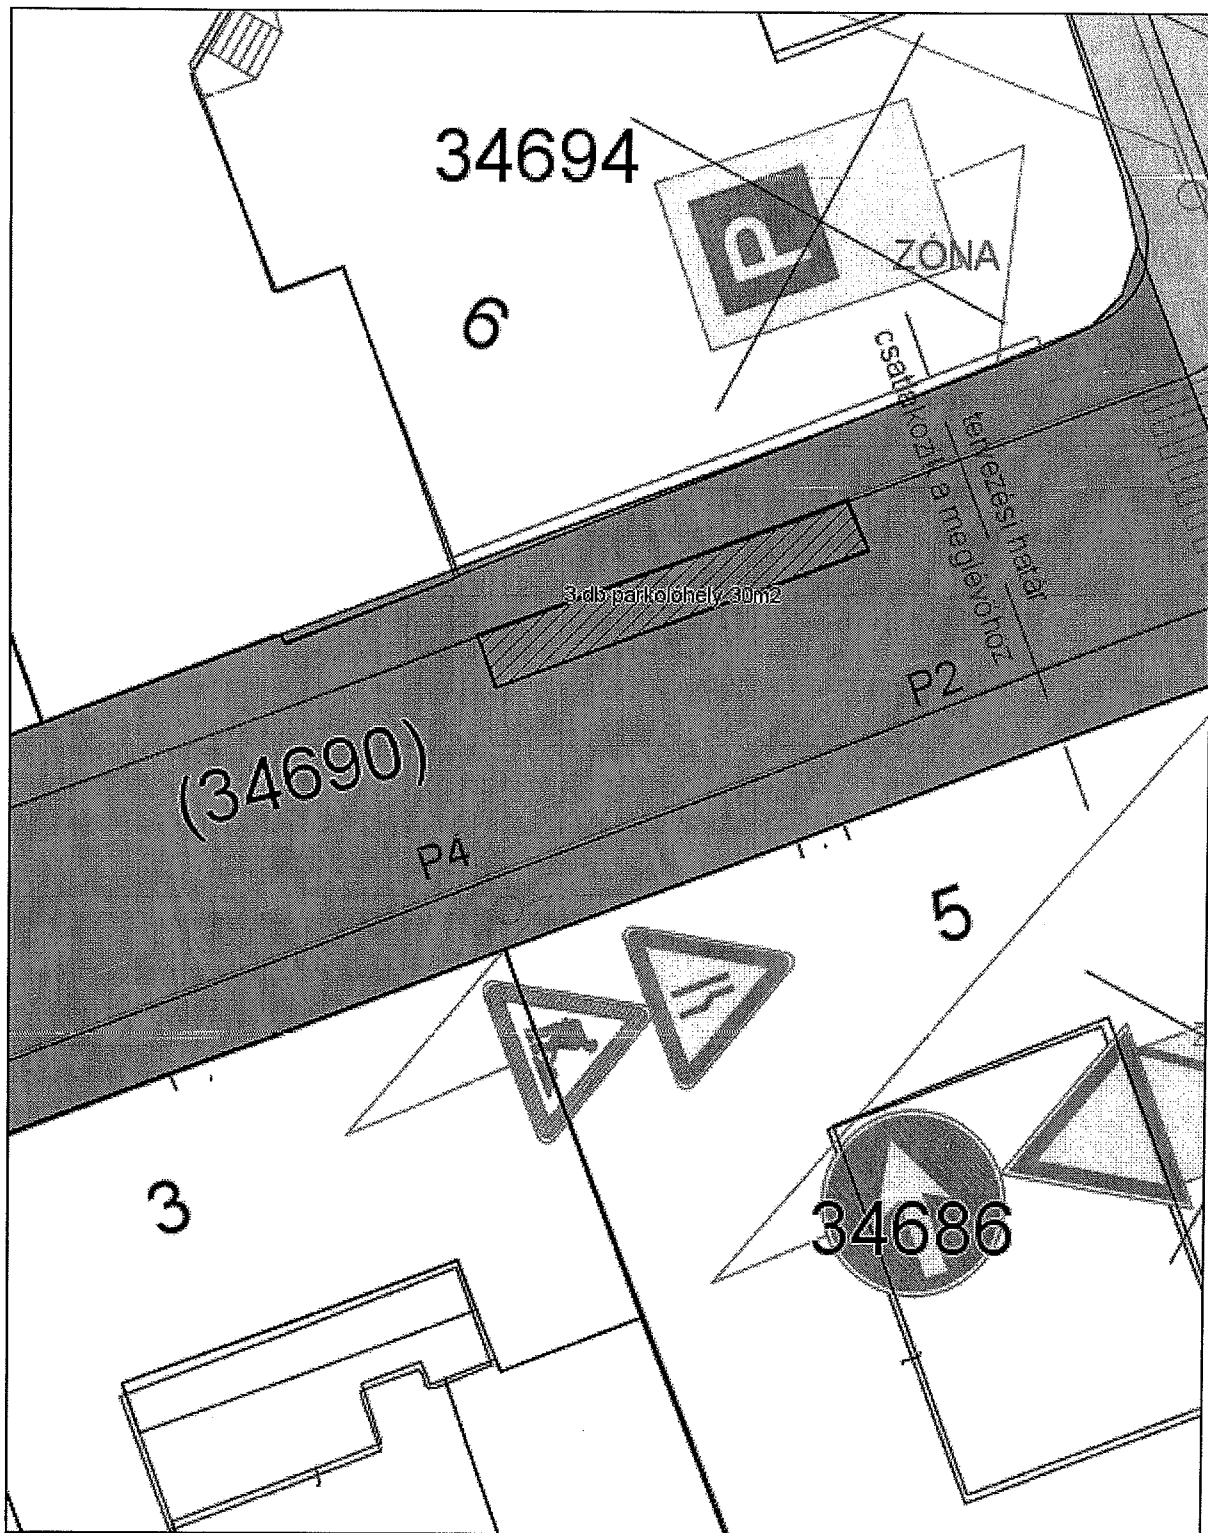 34694
P
ZÓNA
6
csatlakozik a meglévőhöz
tervezési határ
3 db parkolóhely 30m2
P2
(34690)
P4
5
3
34686